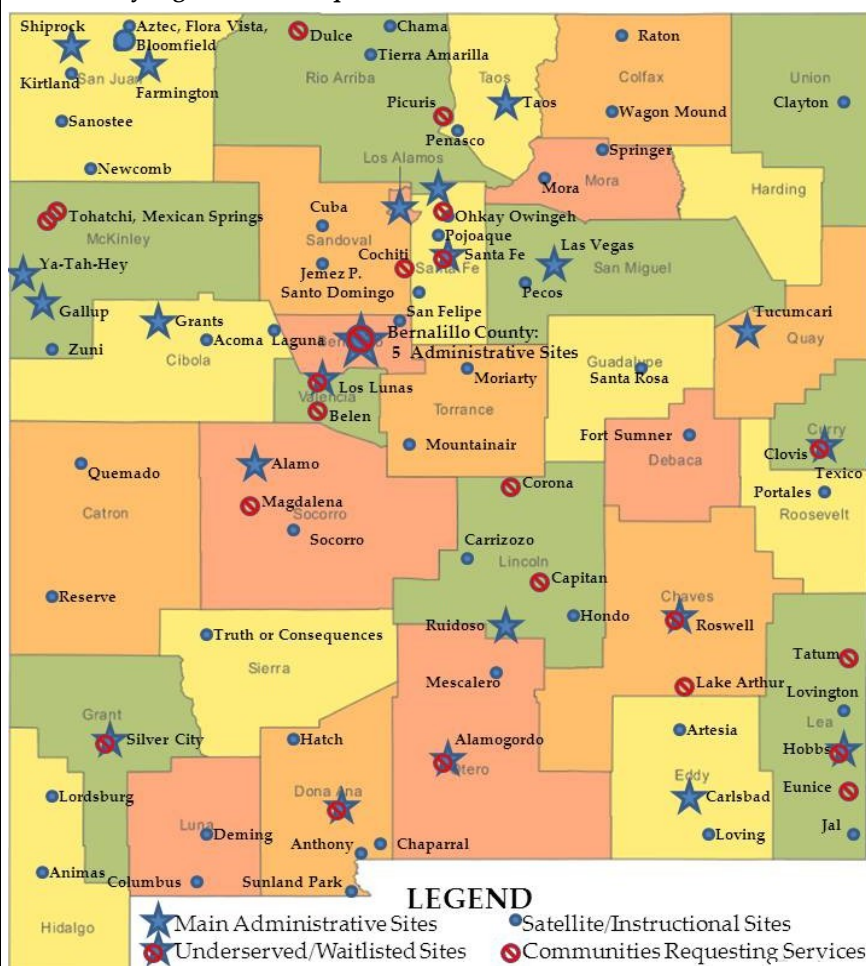 Shiprock
Aztec, Flora Vista,
Bloomfield
San Juan
Kirtland
Farmington
Sanostee
Newcomb
Dulce
Chama
Tierra Amarilla
Rio Arriba
Picuris
Penasco
Taos
Taos
Raton
Colfax
Wagon Mound
Springer
Union
Clayton
Los Alamos
Mora
Mora
Harding
Tohatchi, Mexican Springs
McKinley
Ya-Tah-Hey
Gallup
Zuni
Cuba
Sandoval
Jemez P.
Santo Domingo
Cochiti
Ohkay Owingeh
Pojoaque
Santa Fe
Santa Fe
San Felipe
Las Vegas
San Miguel
Pecos
Tucumcari
Quay
Grants
Acoma
Laguna
Cibola
Bernalillo County:
5 Administrative Sites
Los Lunas
Valencia
Belen
Moriarty
Torrance
Mountainair
Guadalupe
Santa Rosa
Fort Sumner
Debaca
Curry
Clovis
Texico
Portales
Roosevelt
Quemado
Catron
Reserve
Alamo
Magdalena
Socorro
Socorro
Corona
Carrizozo
Lincoln
Capitan
Hondo
Ruidoso
Chaves
Roswell
Lake Arthur
Tatum
Lovington
Lea
Hobbs
Eunice
Jal
Truth or Consequences
Sierra
Mescalero
Alamogordo
Otero
Artesia
Eddy
Carlsbad
Loving
Grant
Silver City
Lordsburg
Animas
Hidalgo
Luna
Deming
Columbus
Hatch
Dona Ana
Anthony
Chaparral
Sunland Park
LEGEND
Main Administrative Sites
Satellite/Instructional Sites
Underserved/Waitlisted Sites
Communities Requesting Services